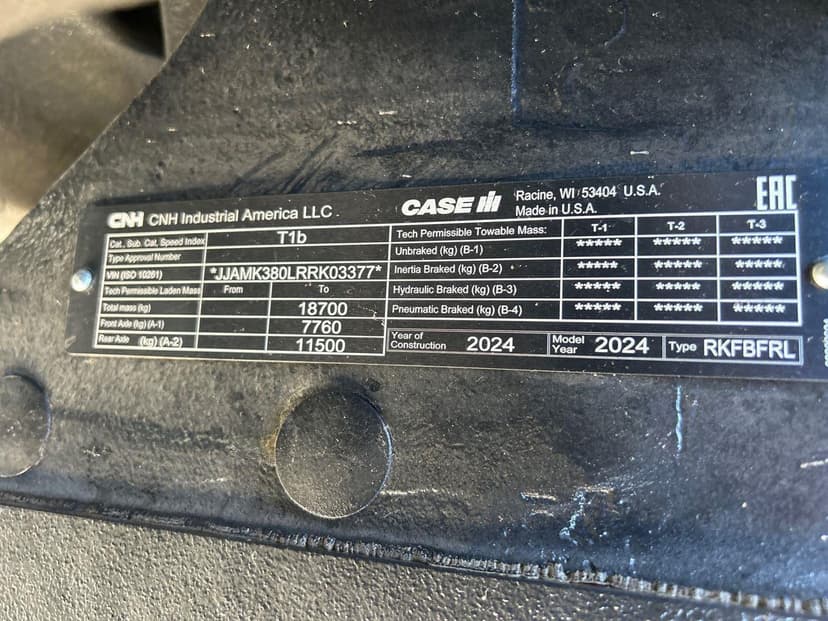 CNH CNH Industrial America LLC CASE IH Racine, WI 53404 U.S.A.
Made in U.S.A. EAC
Cat., Sub. Cat, Speed Index T1b
Type Approval Number
VIN (ISO 10261) *JJAMK380LRRK03377*
Tech Permissible Laden Mass From To
Total mass (kg) 18700
Front Axle (kg) (A-1) 7760
Rear Axle (kg) (A-2) 11500
Tech Permissible Towable Mass: T-1 T-2 T-3
Unbraked (kg) (B-1) ***** ***** *****
Inertia Braked (kg) (B-2) ***** ***** *****
Hydraulic Braked (kg) (B-3) ***** ***** *****
Pneumatic Braked (kg) (B-4) ***** ***** *****
Year of Construction 2024 Model Year 2024 Type RKFBFRL